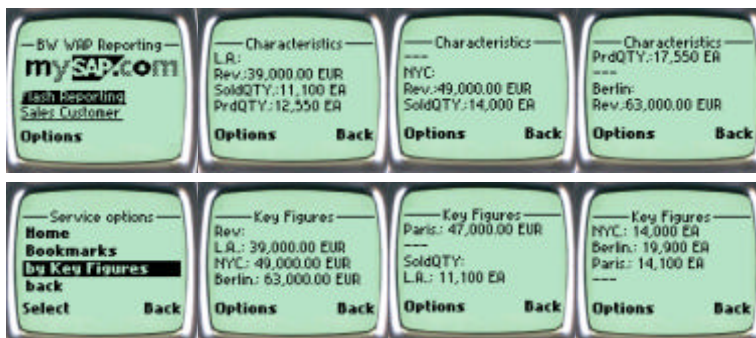 BW WAP Reporting
mySAP.com
Flash Reporting
Sales Customer
Options
Characteristics
L.A.:
Rev.:39,000.00 EUR
SoldQTY.:11,100 EA
PrdQTY.:12,550 EA
Options Back
Characteristics
---
NYC:
Rev.:49,000.00 EUR
SoldQTY.:14,000 EA
Options Back
Characteristics
PrdQTY.:17,550 EA
---
Berlin:
Rev.:63,000.00 EUR
Options Back
Service options
Home
Bookmarks
by Key Figures
back
Select Back
Key Figures
Rev:
L.A.: 39,000.00 EUR
NYC.: 49,000.00 EUR
Berlin.: 63,000.00 EUR
Options Back
Key Figures
Paris.: 47,000.00 EUR
---
SoldQTY:
L.A.: 11,100 EA
Options Back
Key Figures
NYC.: 14,000 EA
Berlin.: 19,900 EA
Paris.: 14,100 EA
---
Options Back